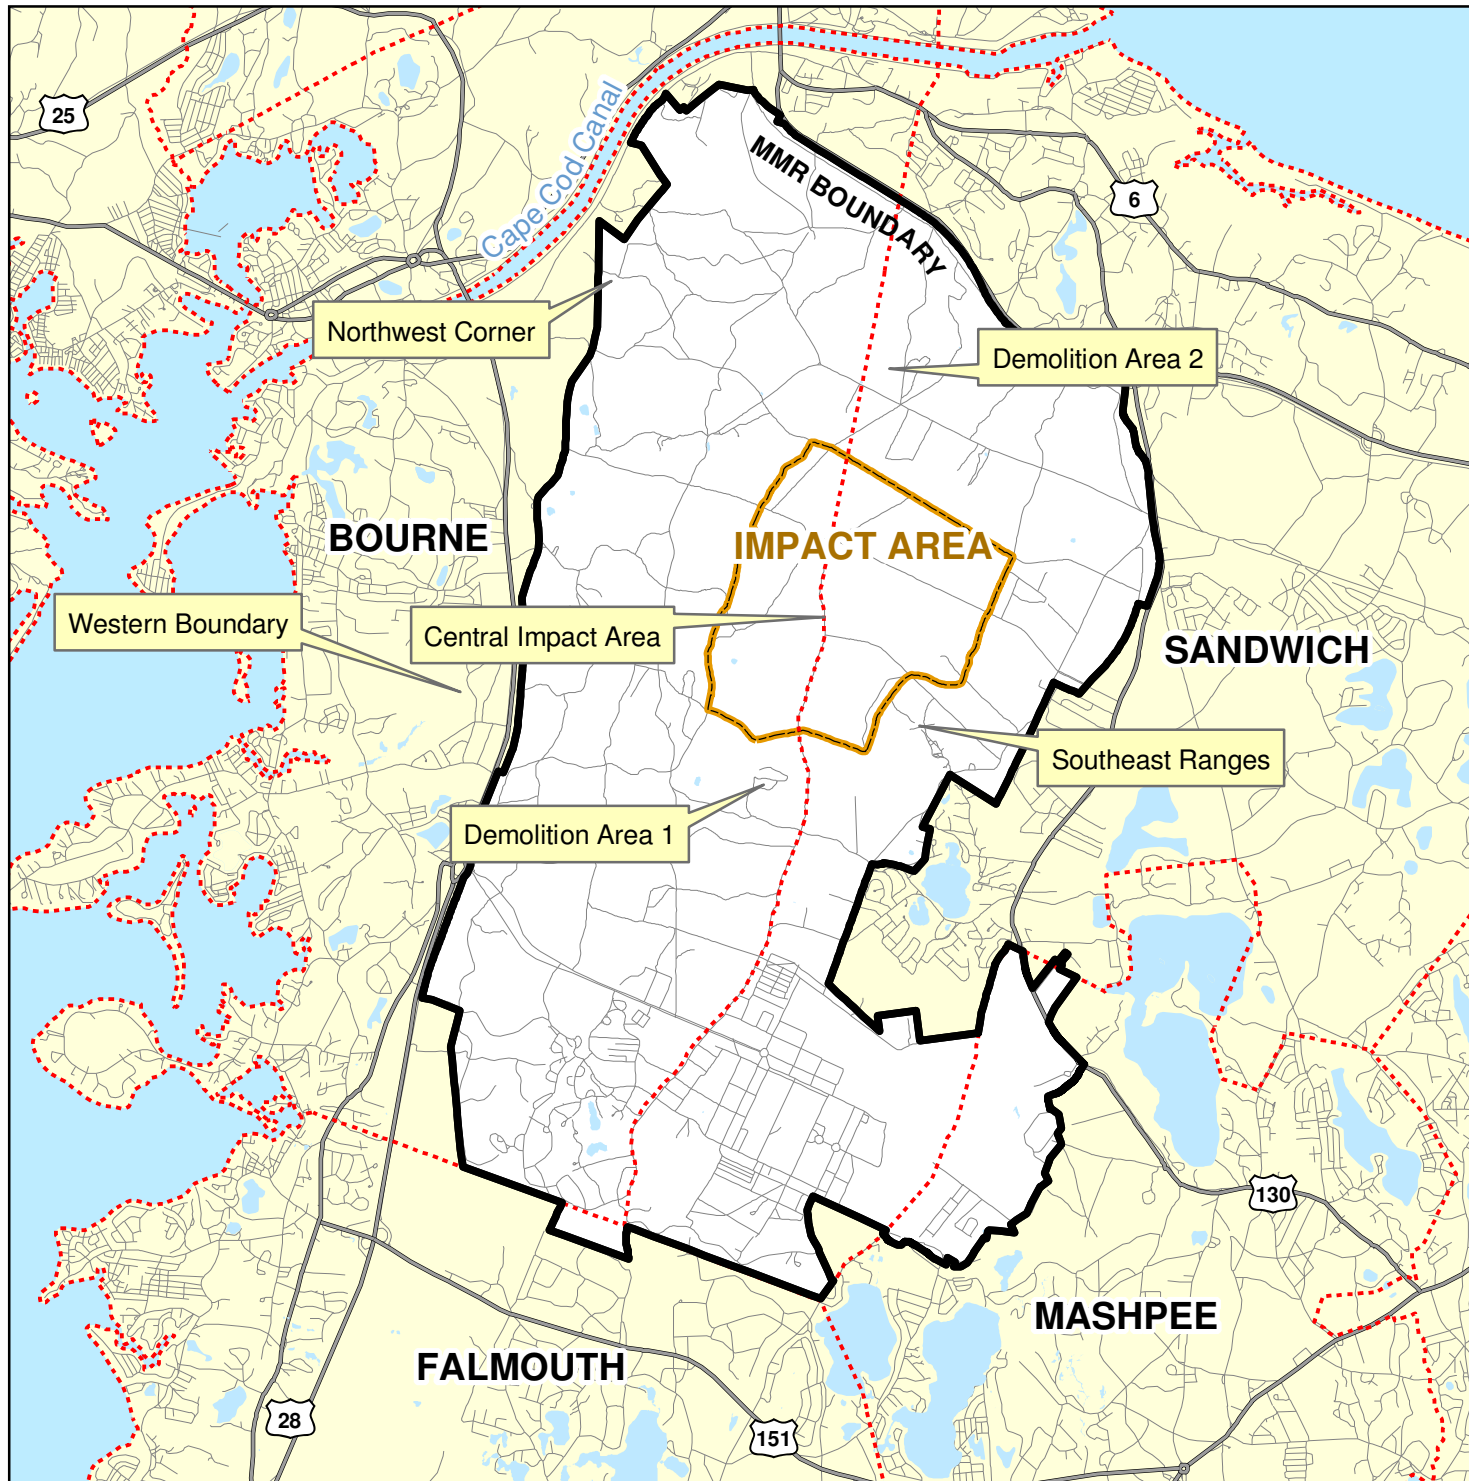 25
Cape Cod Canal
MMR BOUNDARY
6
Northwest Corner
Demolition Area 2
BOURNE
IMPACT AREA
Western Boundary
Central Impact Area
SANDWICH
Southeast Ranges
Demolition Area 1
130
MASHPEE
FALMOUTH
28
151